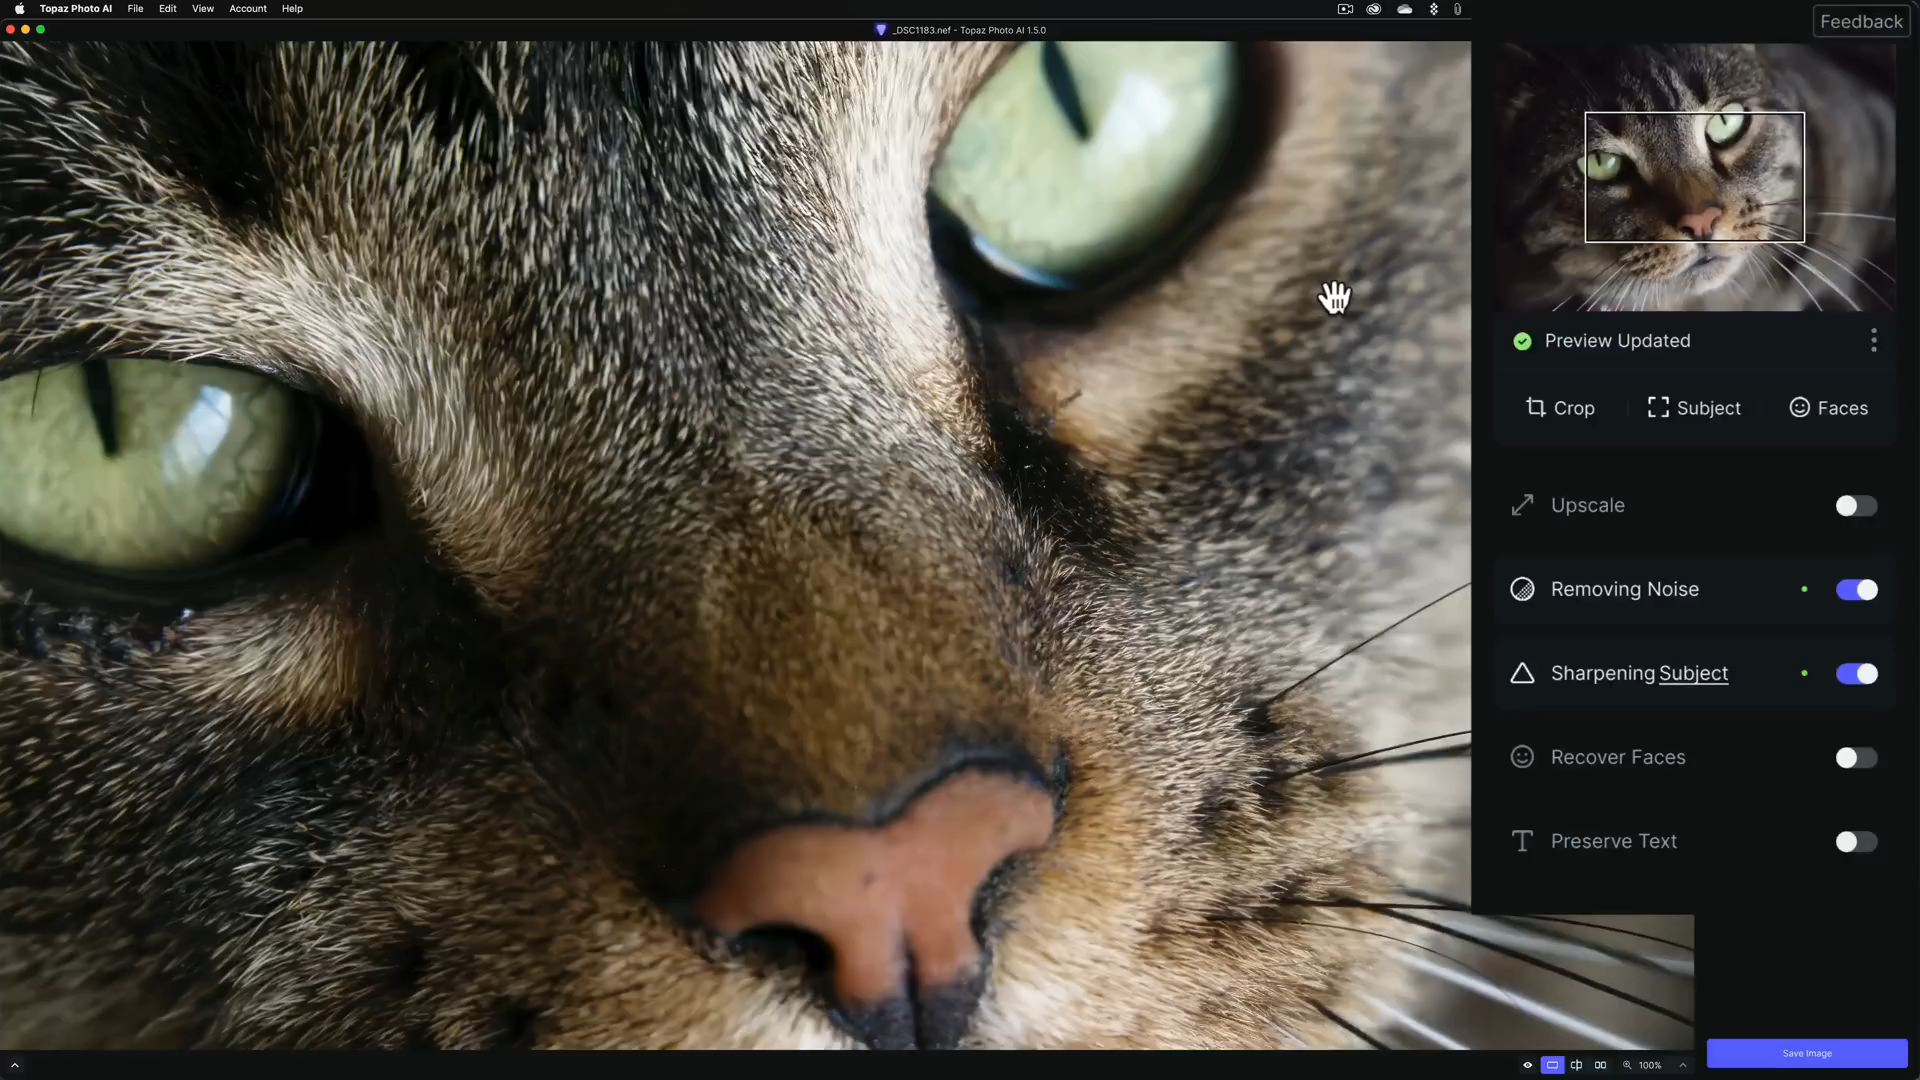 Topaz Photo AI File Edit View Account Help
_DSC1183.nef - Topaz Photo AI 1.5.0
Feedback
Preview Updated
Crop Subject Faces
Upscale
Removing Noise
Sharpening Subject
Recover Faces
Preserve Text
Save Image
100%